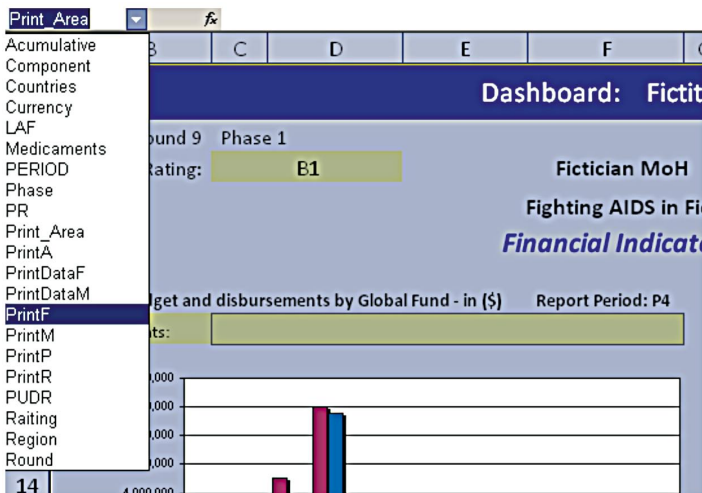 Print_Area fx
B C D E F
Acumulative
Component
Countries
Currency
LAF
Medicaments
PERIOD
Phase
PR
Print_Area
PrintA
PrintDataF
PrintDataM
PrintF
PrintM
PrintP
PrintR
PUDR
Raiting
Region
Round
Dashboard: Fictit
ound 9 Phase 1
Rating: B1 Fictician MoH
Fighting AIDS in Fi
Financial Indicat
dget and disbursements by Global Fund - in ($) Report Period: P4
ts:
,000
,000
,000
,000
14 4,000,000